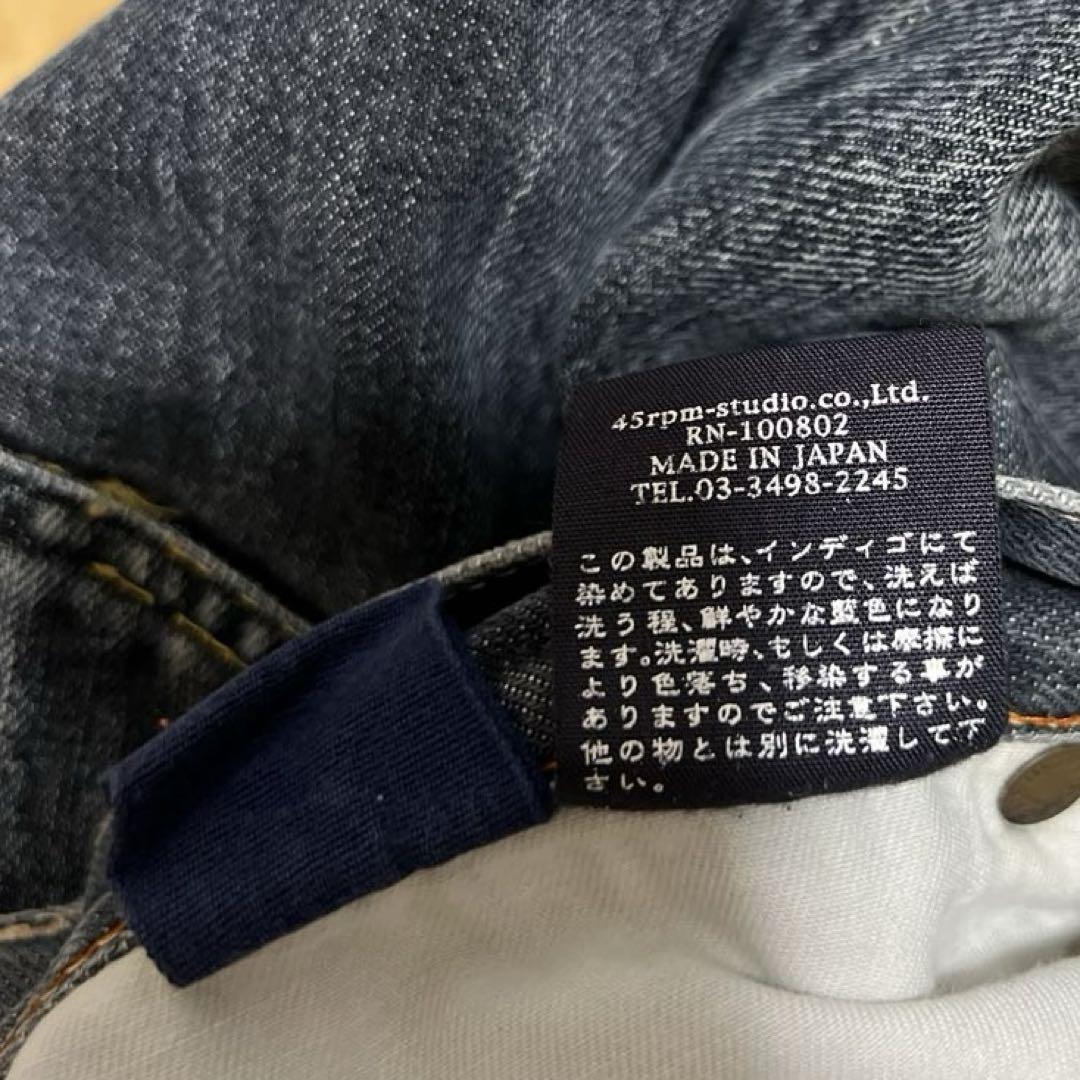 45rpm-studio.co.,Ltd.
RN-100802
MADE IN JAPAN
TEL.03-3498-2245
この製品は、インディゴにて
染めてありますので、洗えば
洗う程、鮮やかな藍色になり
ます。洗濯時、もしくは摩擦に
より色落ち、移染する事が
ありますのでご注意下さい。
他の物とは別に洗濯して下
さい。